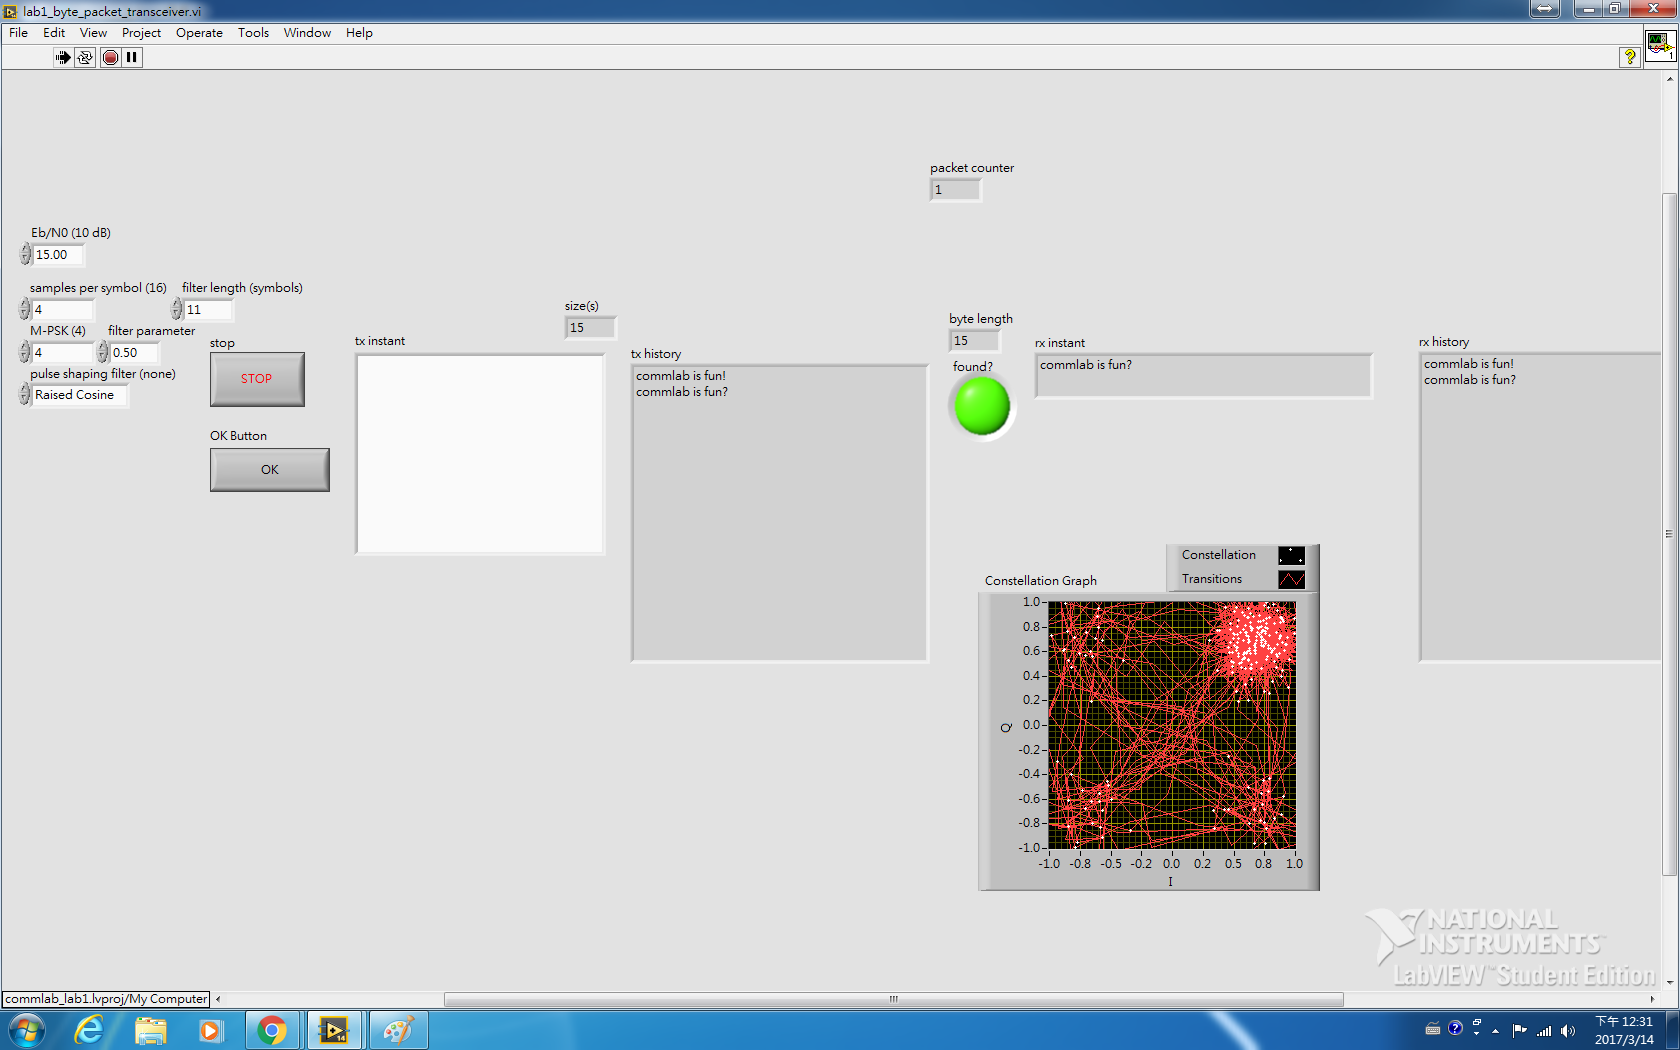 lab1_byte_packet_transceiver.vi
File Edit View Project Operate Tools Window Help
1
packet counter
1
Eb/N0 (10 dB)
15.00
samples per symbol (16) filter length (symbols)
4 11
M-PSK (4) filter parameter
4 0.50
pulse shaping filter (none)
Raised Cosine
stop
STOP
OK Button
OK
tx instant
size(s)
15
tx history
commlab is fun!
commlab is fun?
byte length
15
found?
rx instant
commlab is fun?
rx history
commlab is fun!
commlab is fun?
Constellation
Transitions
Constellation Graph
1.0
0.8
0.6
0.4
0.2
0.0
-0.2
-0.4
-0.6
-0.8
-1.0
Q
-1.0 -0.8 -0.5 -0.2 0.0 0.2 0.5 0.8 1.0
I
NATIONAL
INSTRUMENTS™
LabVIEW™ Student Edition
commlab_lab1.lvproj/My Computer
14
下午 12:31
2017/3/14